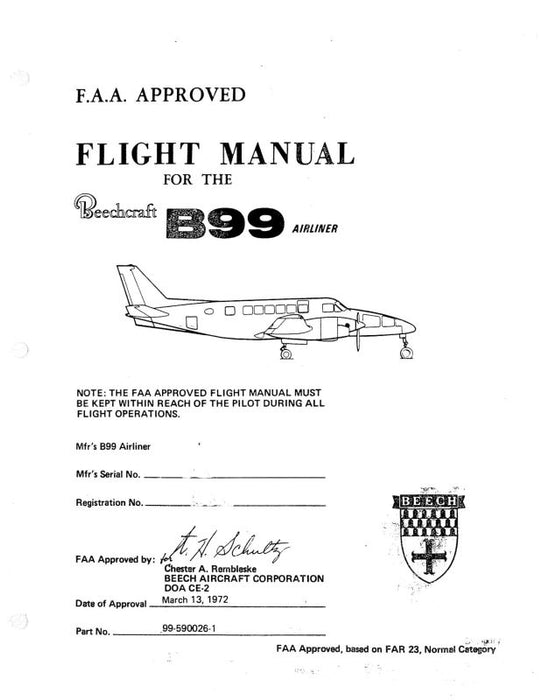 F.A.A. APPROVED
FLIGHT MANUAL
FOR THE
Beechcraft B99 AIRLINER
NOTE: THE FAA APPROVED FLIGHT MANUAL MUST
BE KEPT WITHIN REACH OF THE PILOT DURING ALL
FLIGHT OPERATIONS.
Mfr's B99 Airliner
Mfr's Serial No.
Registration No.
BEECH
FAA Approved by: for A. H. Schultz
Chester A. Rembleske
BEECH AIRCRAFT CORPORATION
DOA CE-2
Date of Approval March 13, 1972
Part No. 99-590026-1
FAA Approved, based on FAR 23, Normal Category